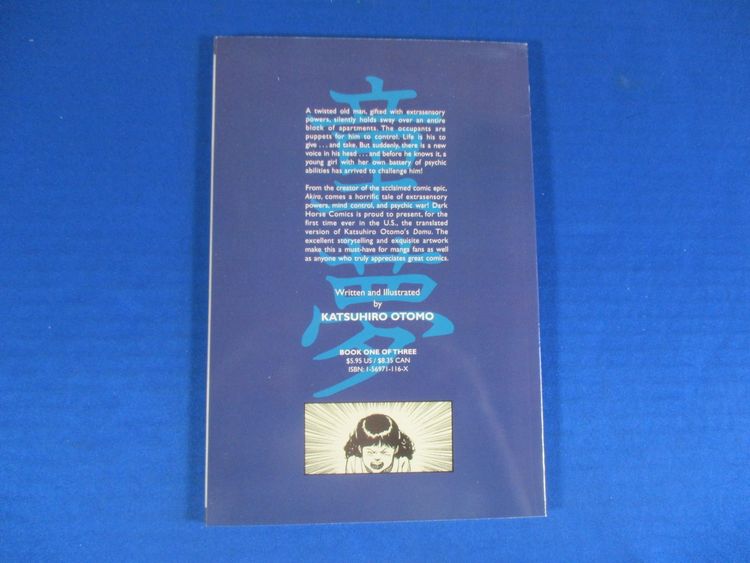 童夢
A twisted old man, gifted with extrasensory
powers, silently holds sway over an entire
block of apartments. The occupants are
puppets for him to control. Life is his to
give . . . and take. But suddenly, there is a new
voice in his head . . . and before he knows it, a
young girl with her own battery of psychic
abilities has arrived to challenge him!
From the creator of the acclaimed comic epic,
Akira, comes a horrific tale of extrasensory
powers, mind control, and psychic war! Dark
Horse Comics is proud to present, for the
first time ever in the U.S., the translated
version of Katsuhiro Otomo's Domu. The
excellent storytelling and exquisite artwork
make this a must-have for manga fans as well
as anyone who truly appreciates great comics.
Written and Illustrated
by
KATSUHIRO OTOMO
BOOK ONE OF THREE
$5.95 US / $8.35 CAN
ISBN: 1-56971-116-X